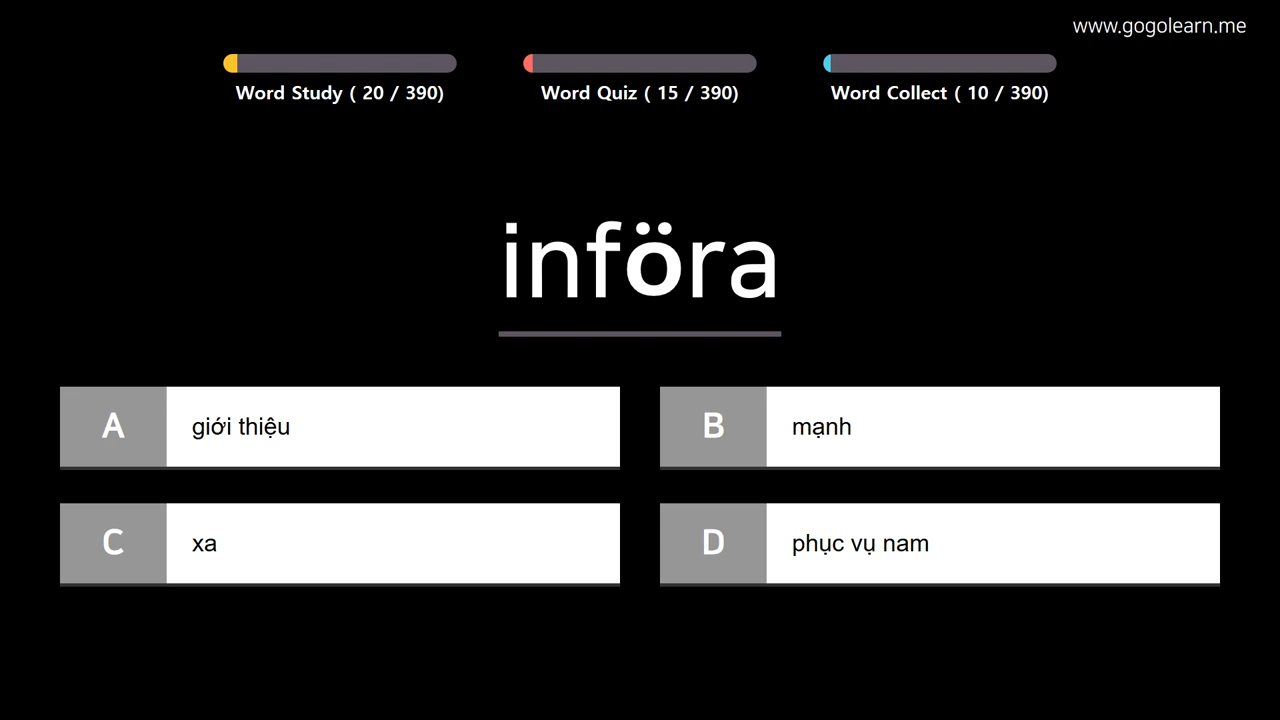 www.gogolearn.me
Word Study ( 20 / 390)
Word Quiz ( 15 / 390)
Word Collect ( 10 / 390)
införa
A giới thiệu
B mạnh
C xa
D phục vụ nam